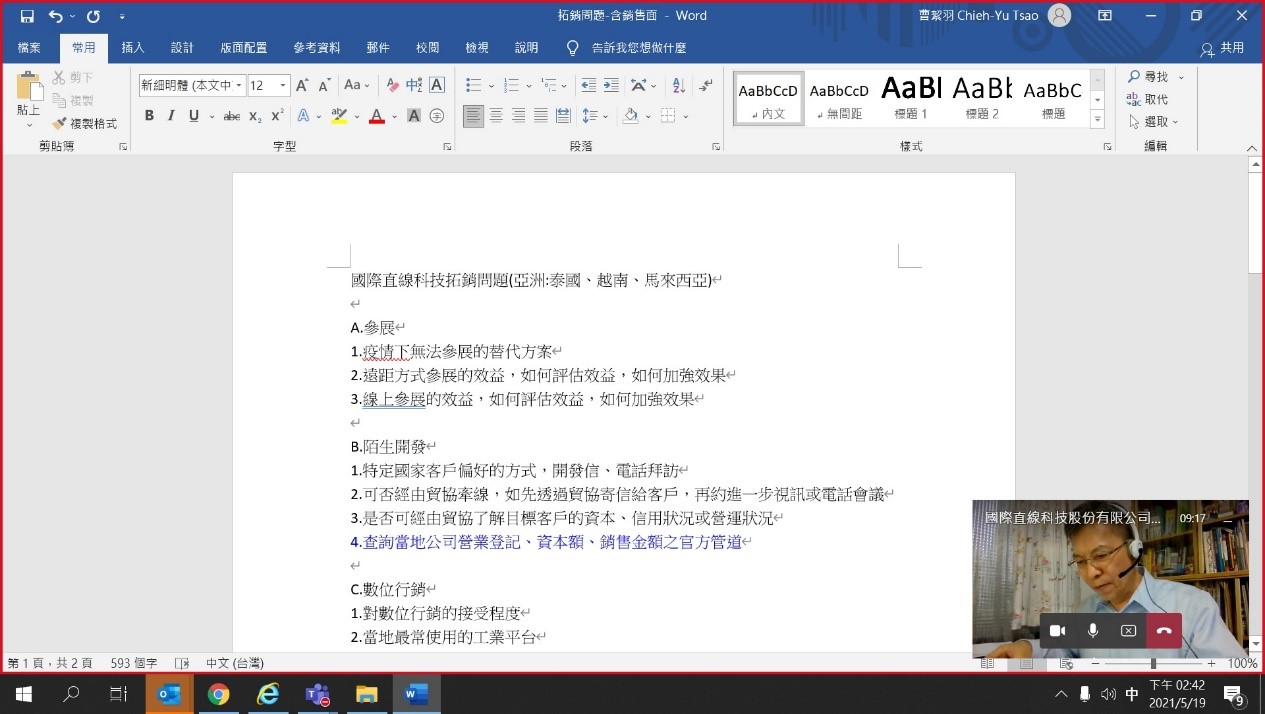 拓銷問題-含銷售面 - Word
曹絜羽 Chieh-Yu Tsao
檔案 常用 插入 設計 版面配置 參考資料 郵件 校閱 檢視 說明 告訴我您想做什麼 共用
貼上
剪下
複製
複製格式
剪貼簿
新細明體 (本文中 12
字型
段落
AaBbCcD AaBbCcD AaBl AaBb AaBbC
內文 無間距 標題 1 標題 2 標題
樣式
尋找
取代
選取
編輯
國際直線科技拓銷問題(亞洲:泰國、越南、馬來西亞)
A.參展
1.疫情下無法參展的替代方案
2.遠距方式參展的效益，如何評估效益，如何加強效果
3.線上參展的效益，如何評估效益，如何加強效果
B.陌生開發
1.特定國家客戶偏好的方式，開發信、電話拜訪
2.可否經由貿協牽線，如先透過貿協寄信給客戶，再約進一步視訊或電話會議
3.是否可經由貿協了解目標客戶的資本、信用狀況或營運狀況
4.查詢當地公司營業登記、資本額、銷售金額之官方管道
C.數位行銷
1.對數位行銷的接受程度
2.當地最常使用的工業平台
國際直線科技股份有限公司... 09:17
第 1 頁，共 2 頁 593 個字 中文 (台灣) 100%
中 下午 02:42
2021/5/19
9